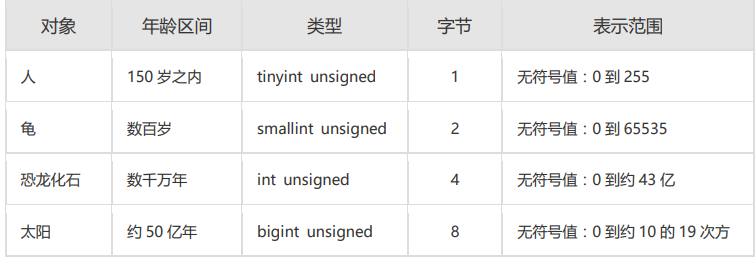 对象 年龄区间 类型 字节 表示范围
人 150 岁之内 tinyint unsigned 1 无符号值：0 到 255
龟 数百岁 smallint unsigned 2 无符号值：0 到 65535
恐龙化石 数千万年 int unsigned 4 无符号值：0 到约 43 亿
太阳 约 50 亿年 bigint unsigned 8 无符号值：0 到约 10 的 19 次方